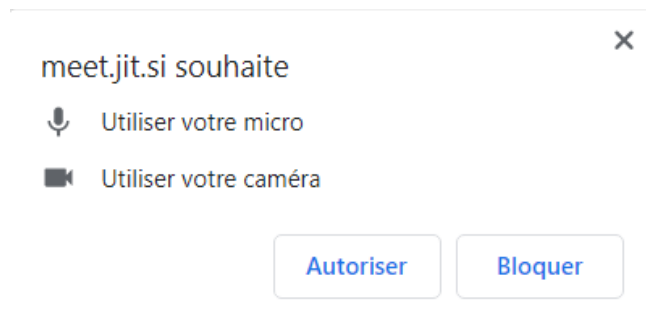 meet.jit.si souhaite
Utiliser votre micro
Utiliser votre caméra
Autoriser
Bloquer